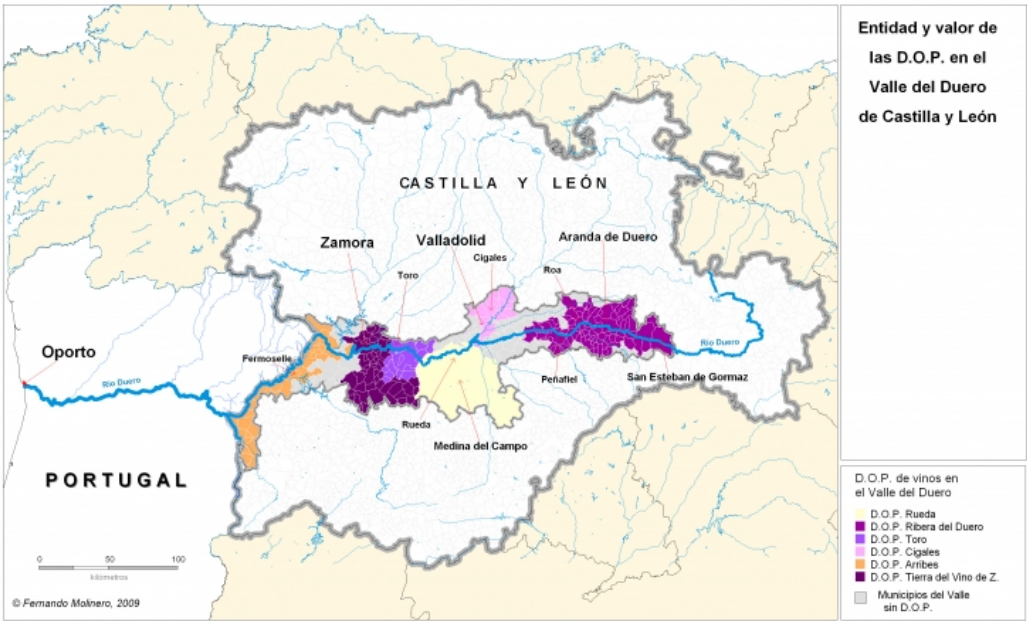 Entidad y valor de
las D.O.P. en el
Valle del Duero
de Castilla y León
CASTILLA Y LEÓN
Zamora
Valladolid
Aranda de Duero
Cigales
Toro
Roa
Oporto
Fermoselle
Río Duero
Río Duero
Peñafiel
San Esteban de Gormaz
Rueda
Medina del Campo
PORTUGAL
0 50 100
kilómetros
© Fernando Molinero, 2009
D.O.P. de vinos en
el Valle del Duero
D.O.P. Rueda
D.O.P. Ribera del Duero
D.O.P. Toro
D.O.P. Cigales
D.O.P. Arribes
D.O.P. Tierra del Vino de Z.
Municipios del Valle
sin D.O.P.